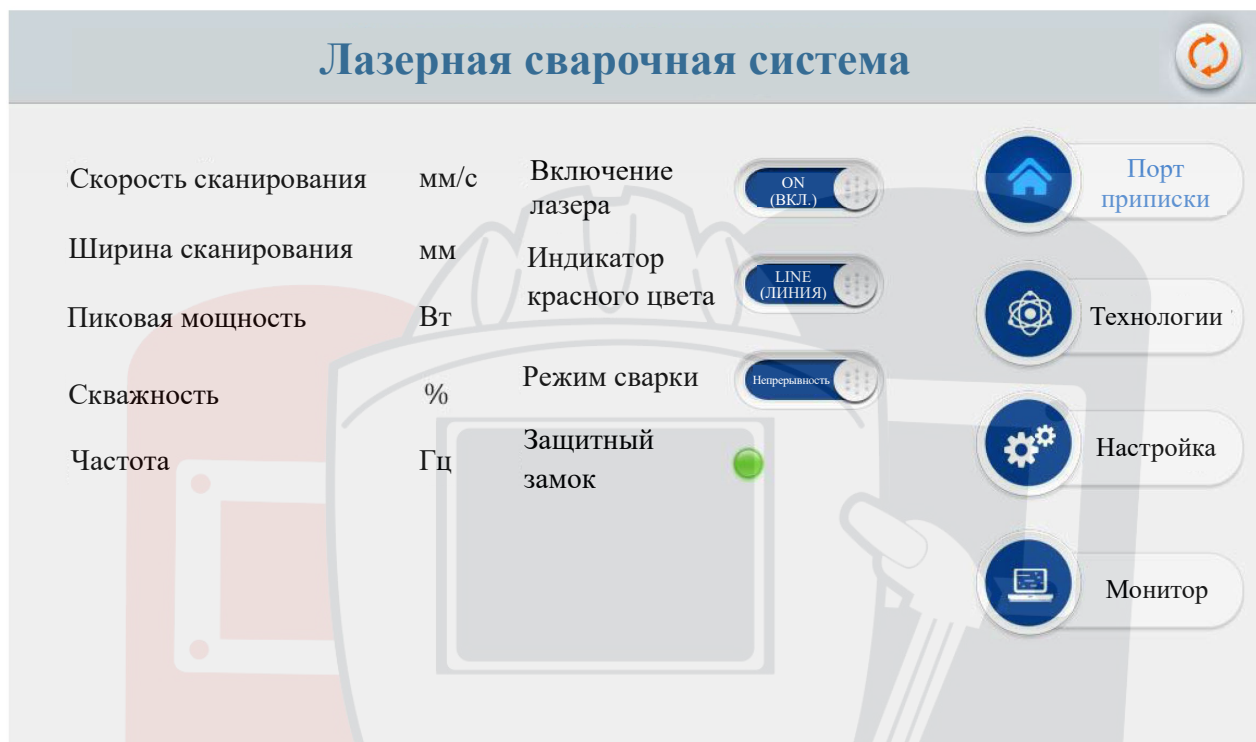 Лазерная сварочная система
Скорость сканирования мм/с
Ширина сканирования мм
Пиковая мощность Вт
Скважность %
Частота Гц
Включение
лазера
ON
(ВКЛ.)
Индикатор
красного цвета
LINE
(ЛИНИЯ)
Режим сварки
Непрерывность
Защитный
замок
Порт
приписки
Технологии
Настройка
Монитор